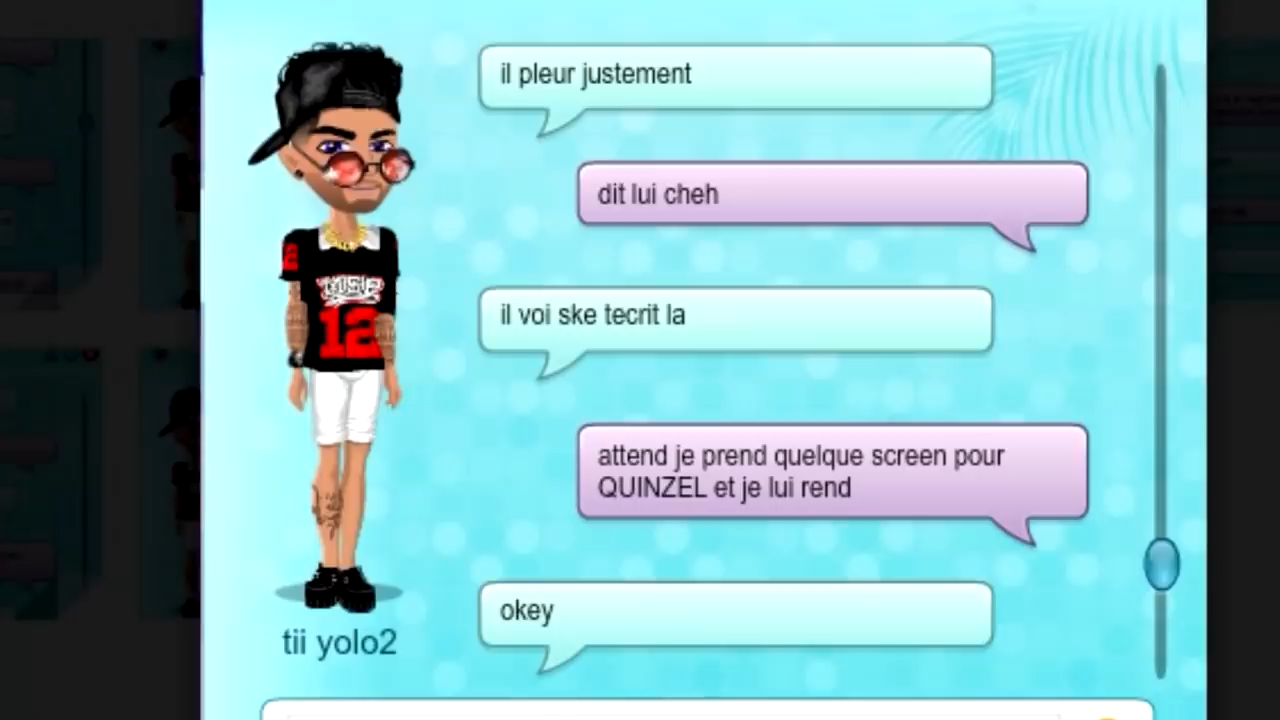 il pleur justement
dit lui cheh
il voi ske tecrit la
attend je prend quelque screen pour
QUINZEL et je lui rend
okey
12
tii yolo2